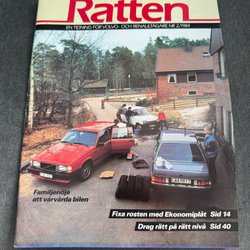 Ratten
EN TIDNING FÖR VOLVO- OCH RENAULTÄGARE NR 2/1984
Familjenöje
att vårvårda bilen
Fixa rosten med Ekonomiplåt Sid 14
Drag rätt på rätt nivå Sid 40